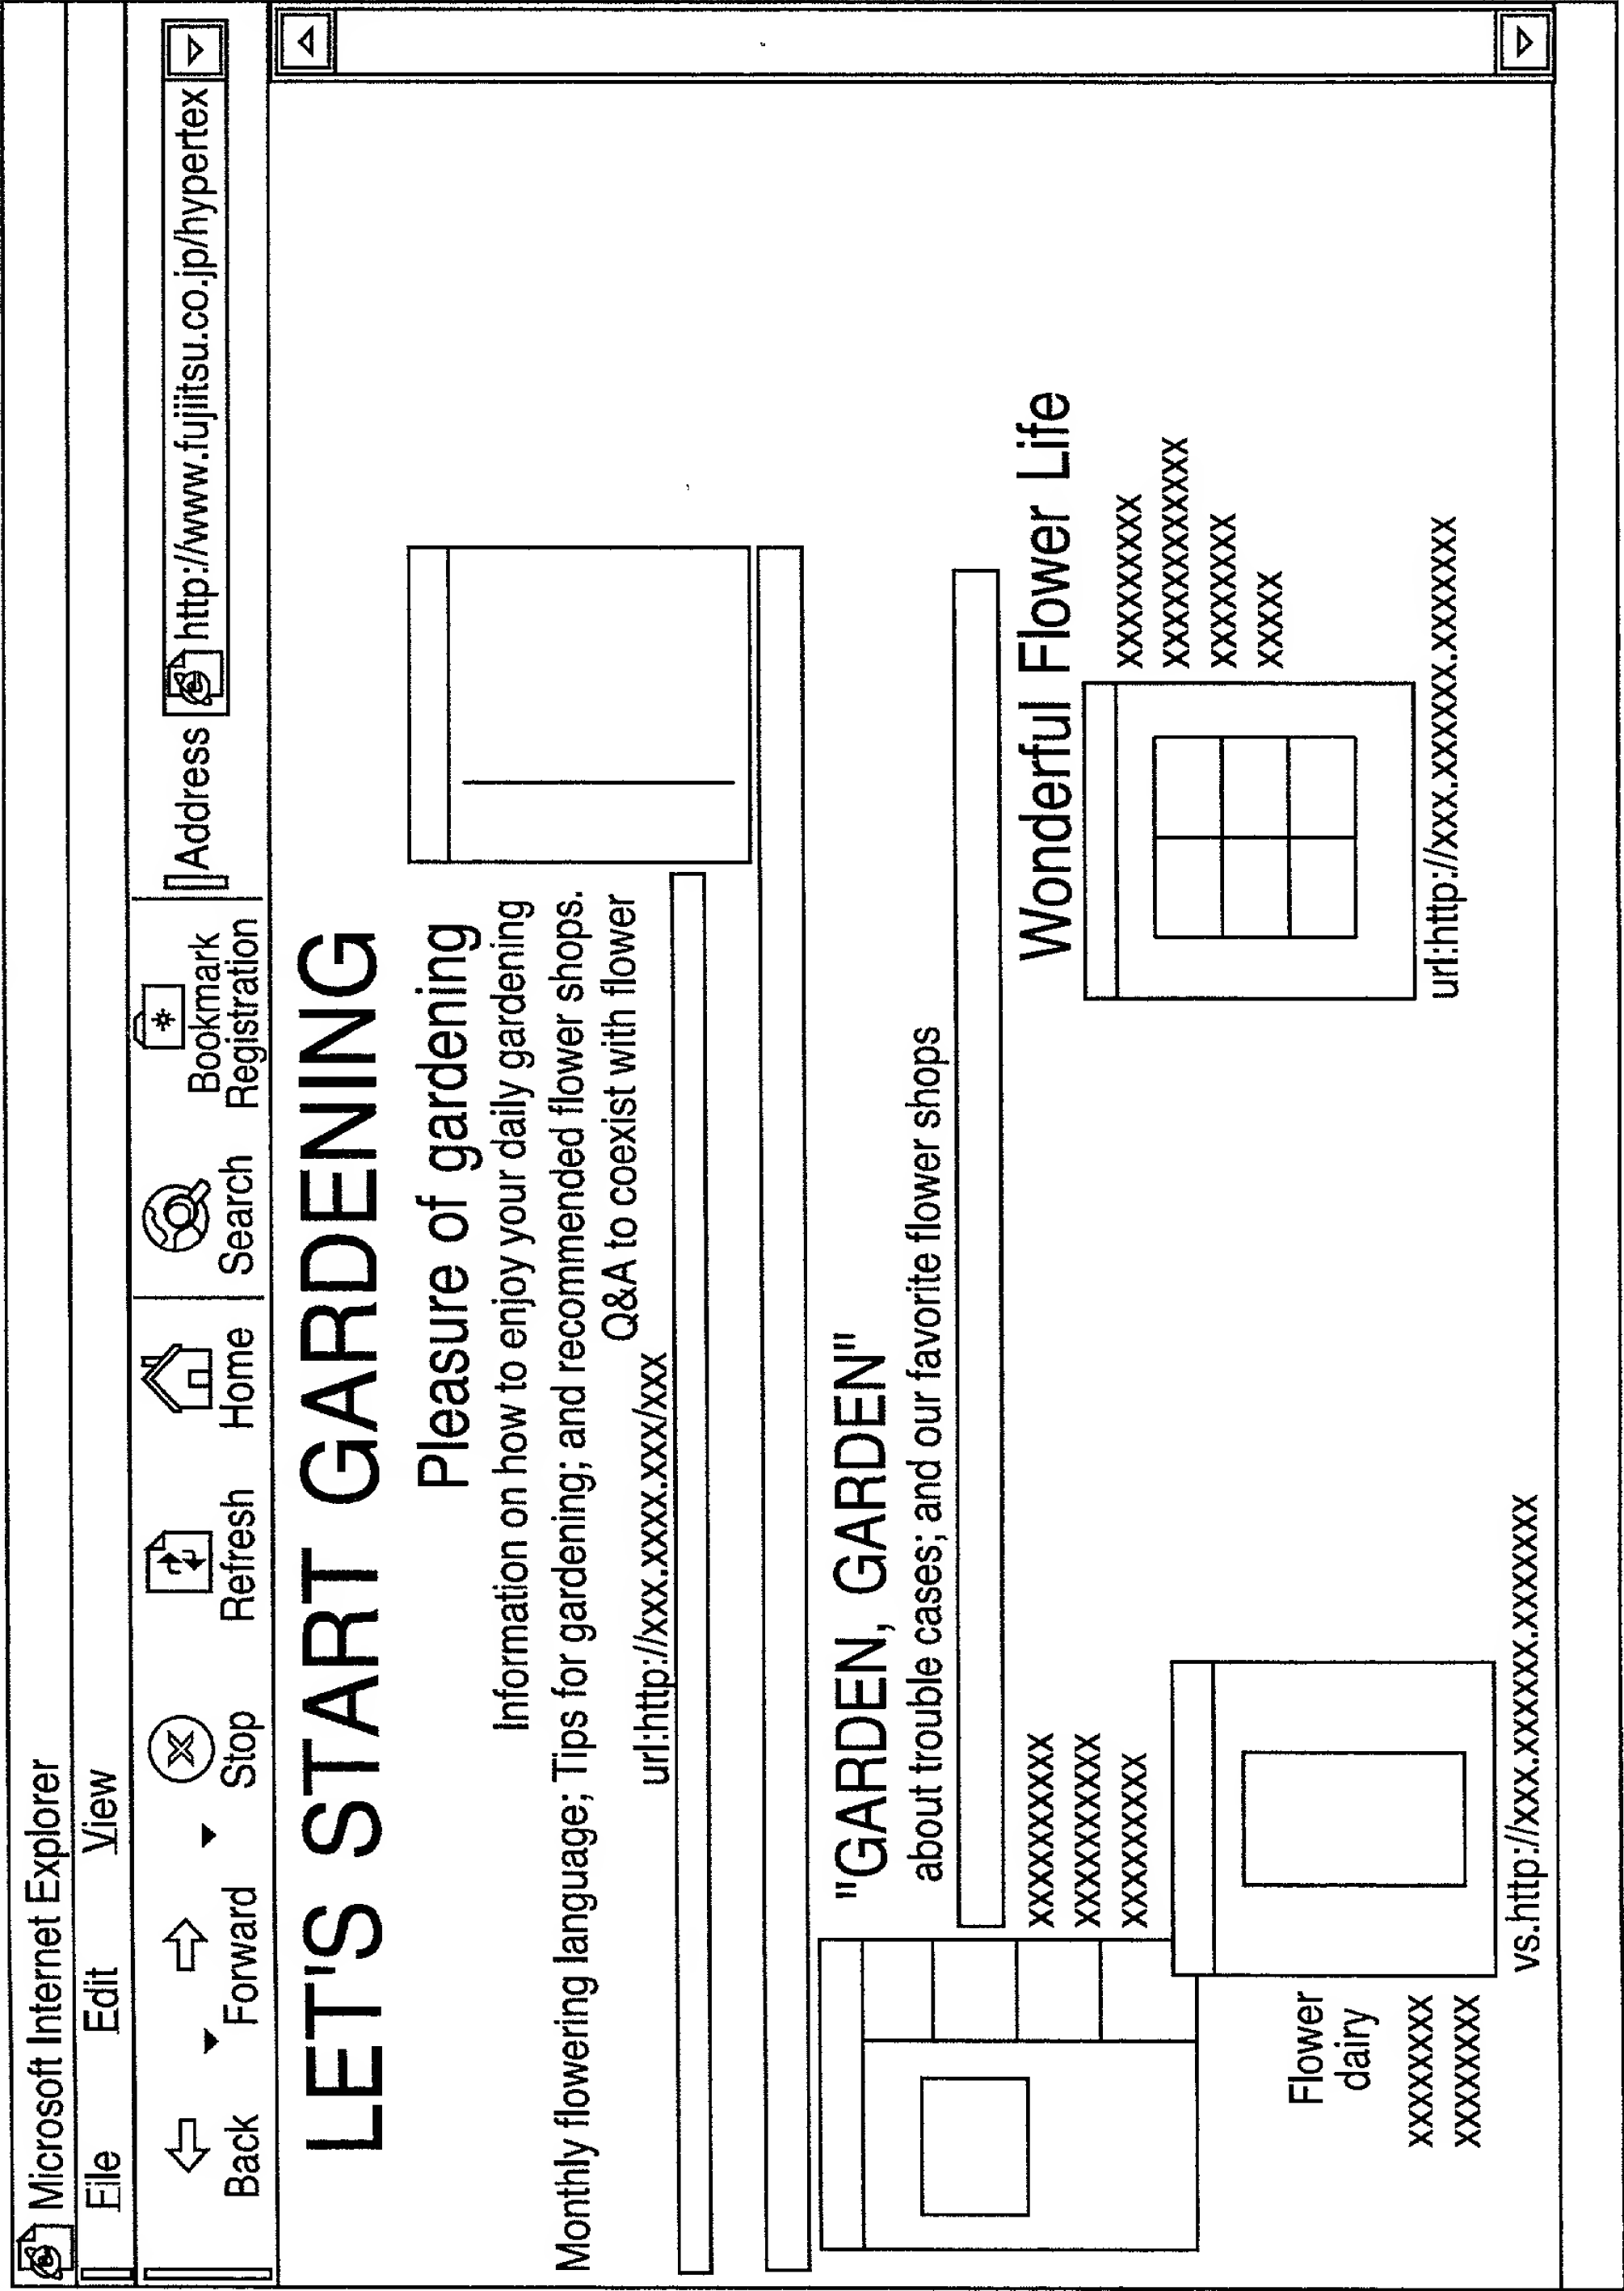 Microsoft Internet Explorer
File Edit View
Back Forward Stop Refresh Home Search Bookmark Registration Address http://www.fujiitsu.co.jp/hypertex
LET'S START GARDENING
Pleasure of gardening
Information on how to enjoy your daily gardening
Monthly flowering language; Tips for gardening; and recommended flower shops.
Q&A to coexist with flower
url:http://xxx.xxxx.xxx/xxx
"GARDEN, GARDEN"
about trouble cases; and our favorite flower shops
xxxxxxxxxx
xxxxxxxxxx
xxxxxxxxx
Wonderful Flower Life
xxxxxxxxx
xxxxxxxxxxxx
xxxxxxxx
xxxxx
url:http://xxx.xxxxxx.xxxxxxx
Flower
dairy
xxxxxxxx
xxxxxxxx
vs.http://xxx.xxxxxx.xxxxxxx